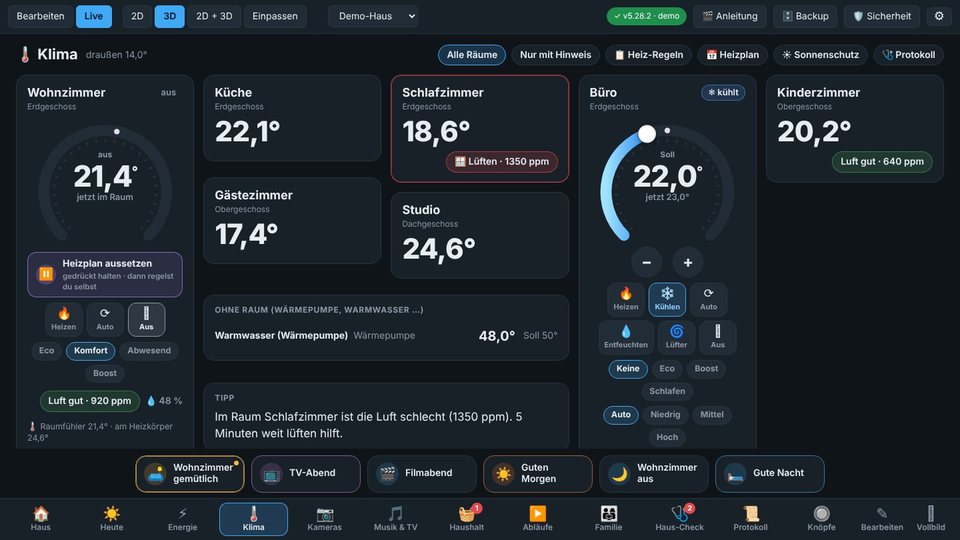 Bearbeiten
Live
2D
3D
2D + 3D
Einpassen
Demo-Haus
✓ v5.28.2 · demo
Anleitung
Backup
Sicherheit
Klima
draußen 14,0°
Alle Räume
Nur mit Hinweis
Heiz-Regeln
Heizplan
Sonnenschutz
Protokoll
Wohnzimmer
aus
Erdgeschoss
aus
21,4°
jetzt im Raum
Heizplan aussetzen
gedrückt halten · dann regelst
du selbst
Heizen
Auto
Aus
Eco
Komfort
Abwesend
Boost
Luft gut · 920 ppm
48 %
Raumfühler 21,4° · am Heizkörper
24,6°
Küche
Erdgeschoss
22,1°
Schlafzimmer
Erdgeschoss
18,6°
Lüften · 1350 ppm
Gästezimmer
Obergeschoss
17,4°
Studio
Dachgeschoss
24,6°
OHNE RAUM (WÄRMEPUMPE, WARMWASSER ...)
Warmwasser (Wärmepumpe) Wärmepumpe 48,0° Soll 50°
TIPP
Im Raum Schlafzimmer ist die Luft schlecht (1350 ppm). 5
Minuten weit lüften hilft.
Büro
kühlt
Erdgeschoss
Soll
22,0°
jetzt 23,0°
−
+
Heizen
Kühlen
Auto
Entfeuchten
Lüfter
Aus
Keine
Eco
Boost
Schlafen
Auto
Niedrig
Mittel
Hoch
Kinderzimmer
Obergeschoss
20,2°
Luft gut · 640 ppm
Wohnzimmer
gemütlich
TV-Abend
Filmabend
Guten
Morgen
Wohnzimmer
aus
Gute Nacht
Haus
Heute
Energie
Klima
Kameras
Musik & TV
1
Haushalt
Abläufe
Familie
2
Haus-Check
Protokoll
Knöpfe
Bearbeiten
Vollbild